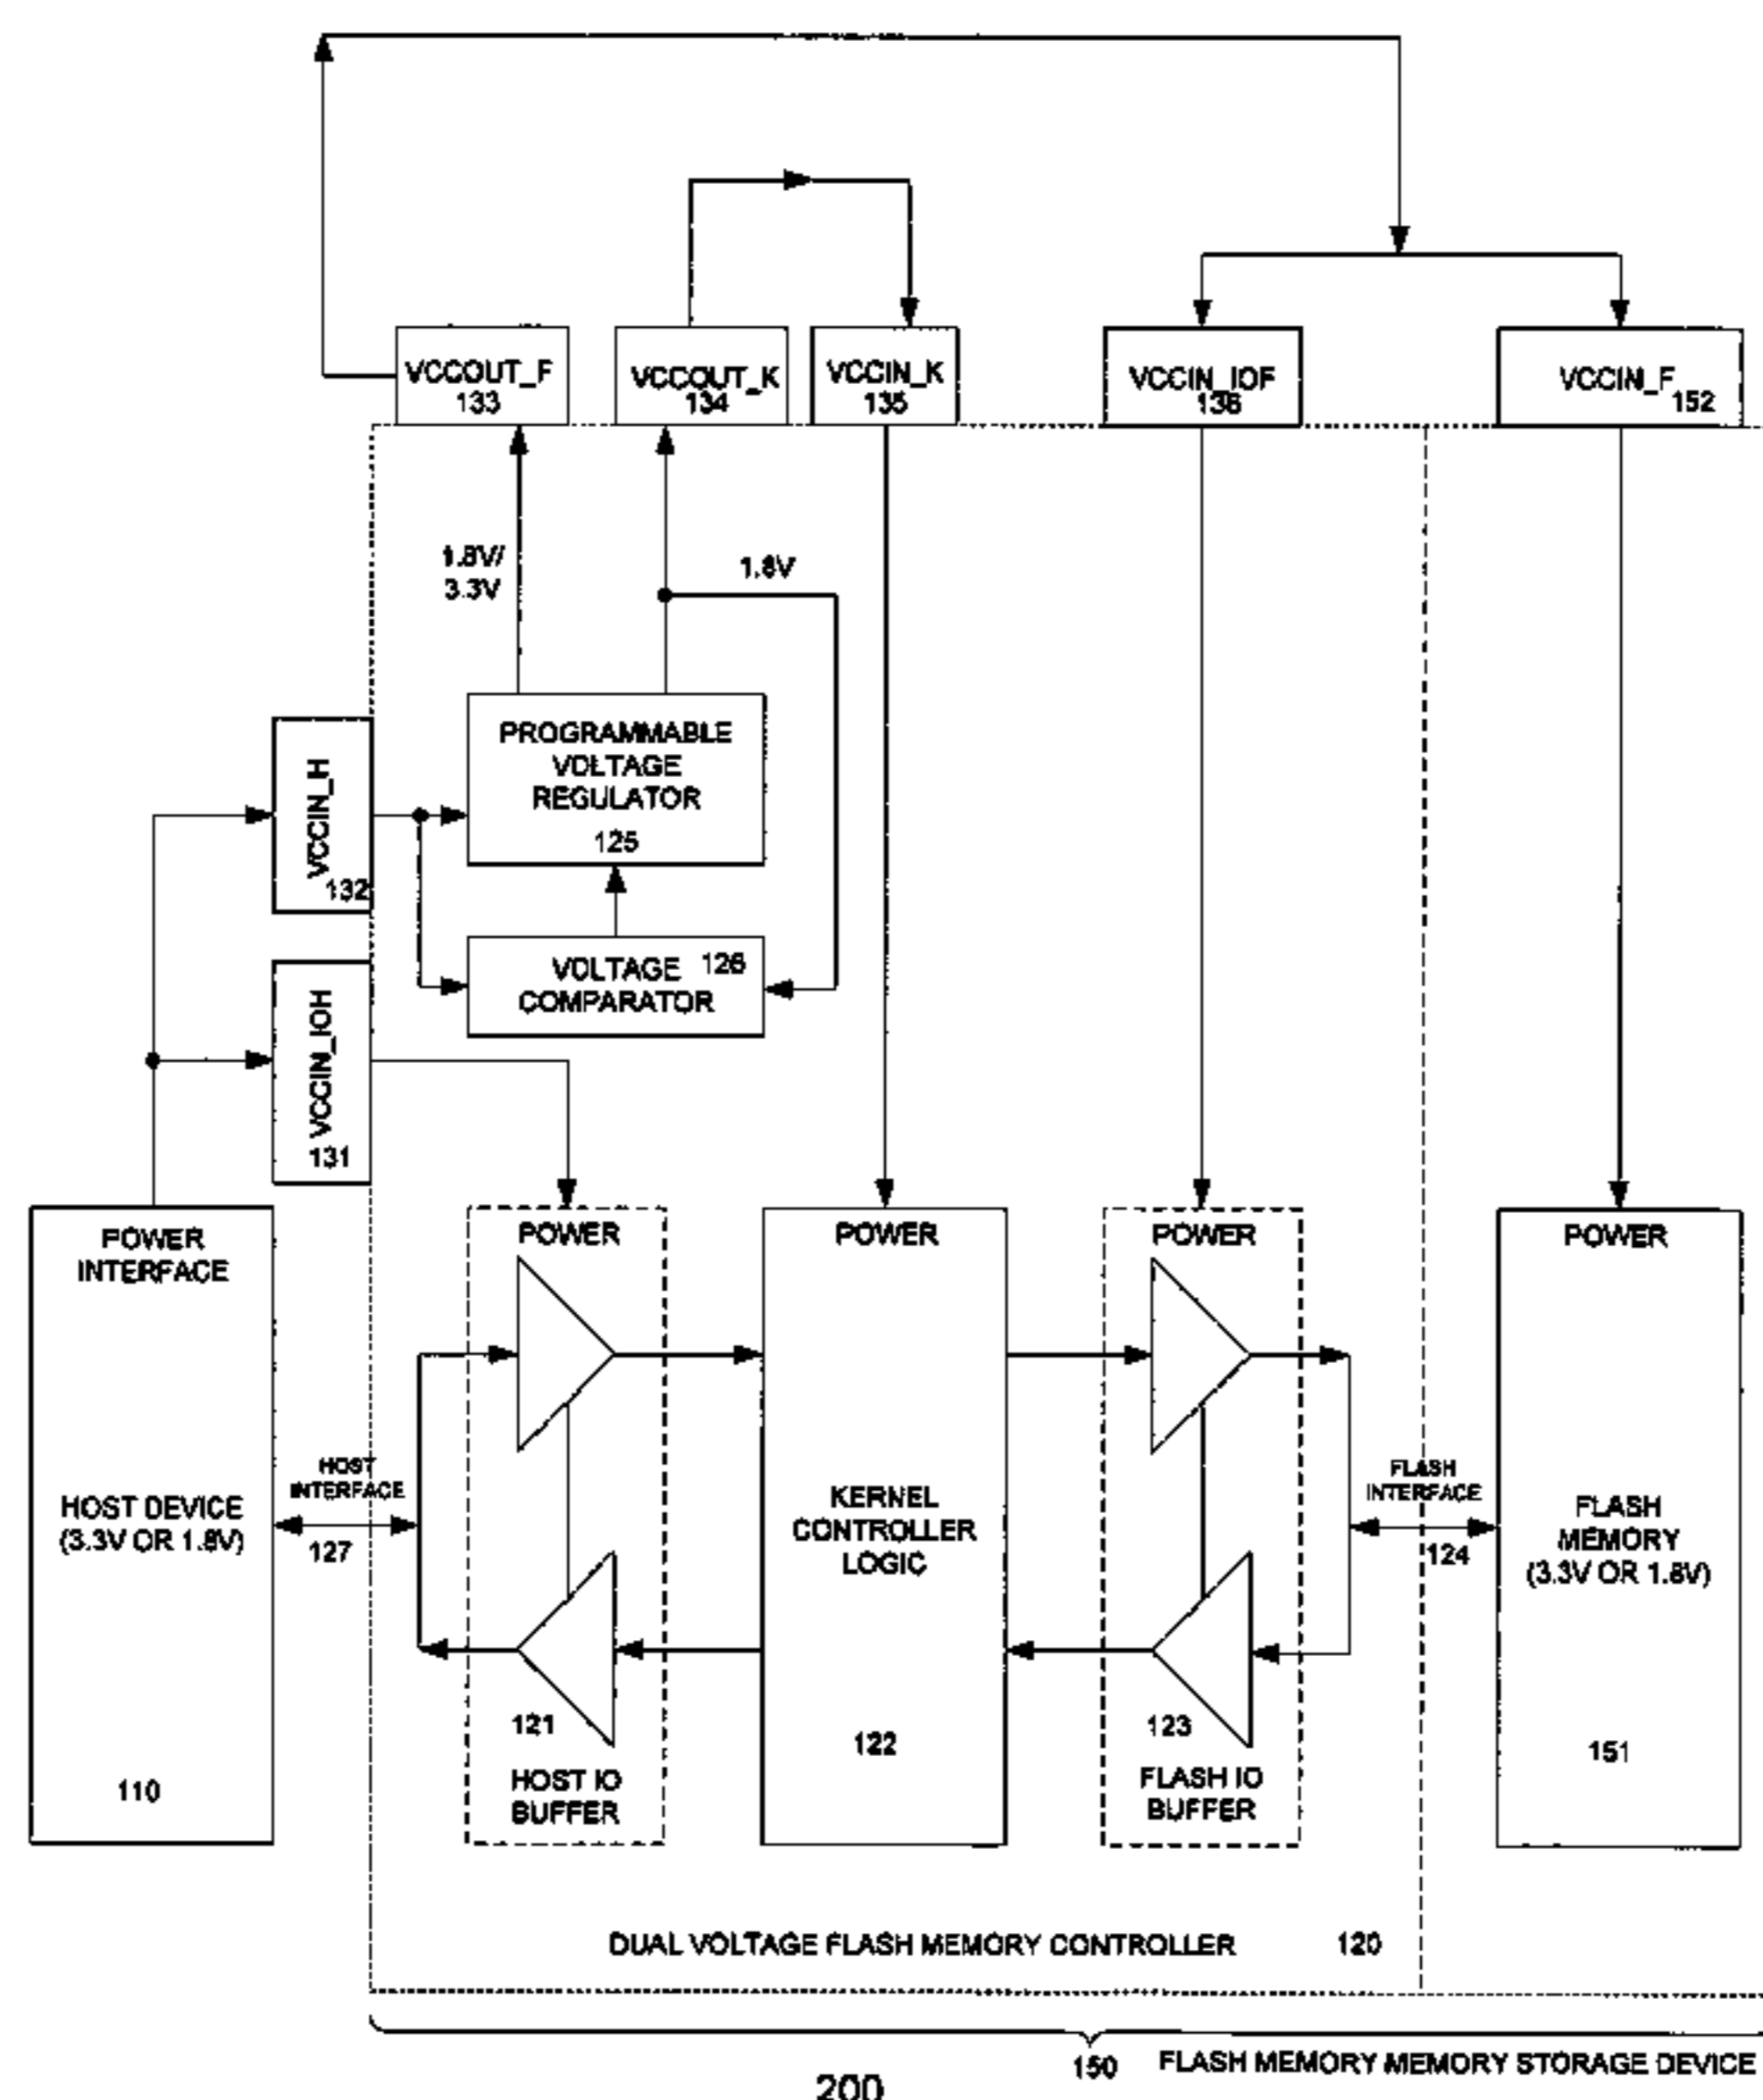 VCCOUT_F
133
VCCOUT_K
134
VCCIN_K
135
VCCIN_IOF
136
VCCIN_F
152
1.8V/
3.3V
1.8V
PROGRAMMABLE
VOLTAGE
REGULATOR
125
VCCIN_H
132
VOLTAGE
COMPARATOR
126
VCCIN_IOH
131
POWER
INTERFACE
POWER
POWER
POWER
POWER
HOST DEVICE
(3.3V OR 1.8V)
110
HOST
INTERFACE
127
121
HOST IO
BUFFER
KERNEL
CONTROLLER
LOGIC
122
123
FLASH IO
BUFFER
FLASH
INTERFACE
124
FLASH
MEMORY
(3.3V OR 1.8V)
151
DUAL VOLTAGE FLASH MEMORY CONTROLLER 120
150 FLASH MEMORY MEMORY STORAGE DEVICE
200